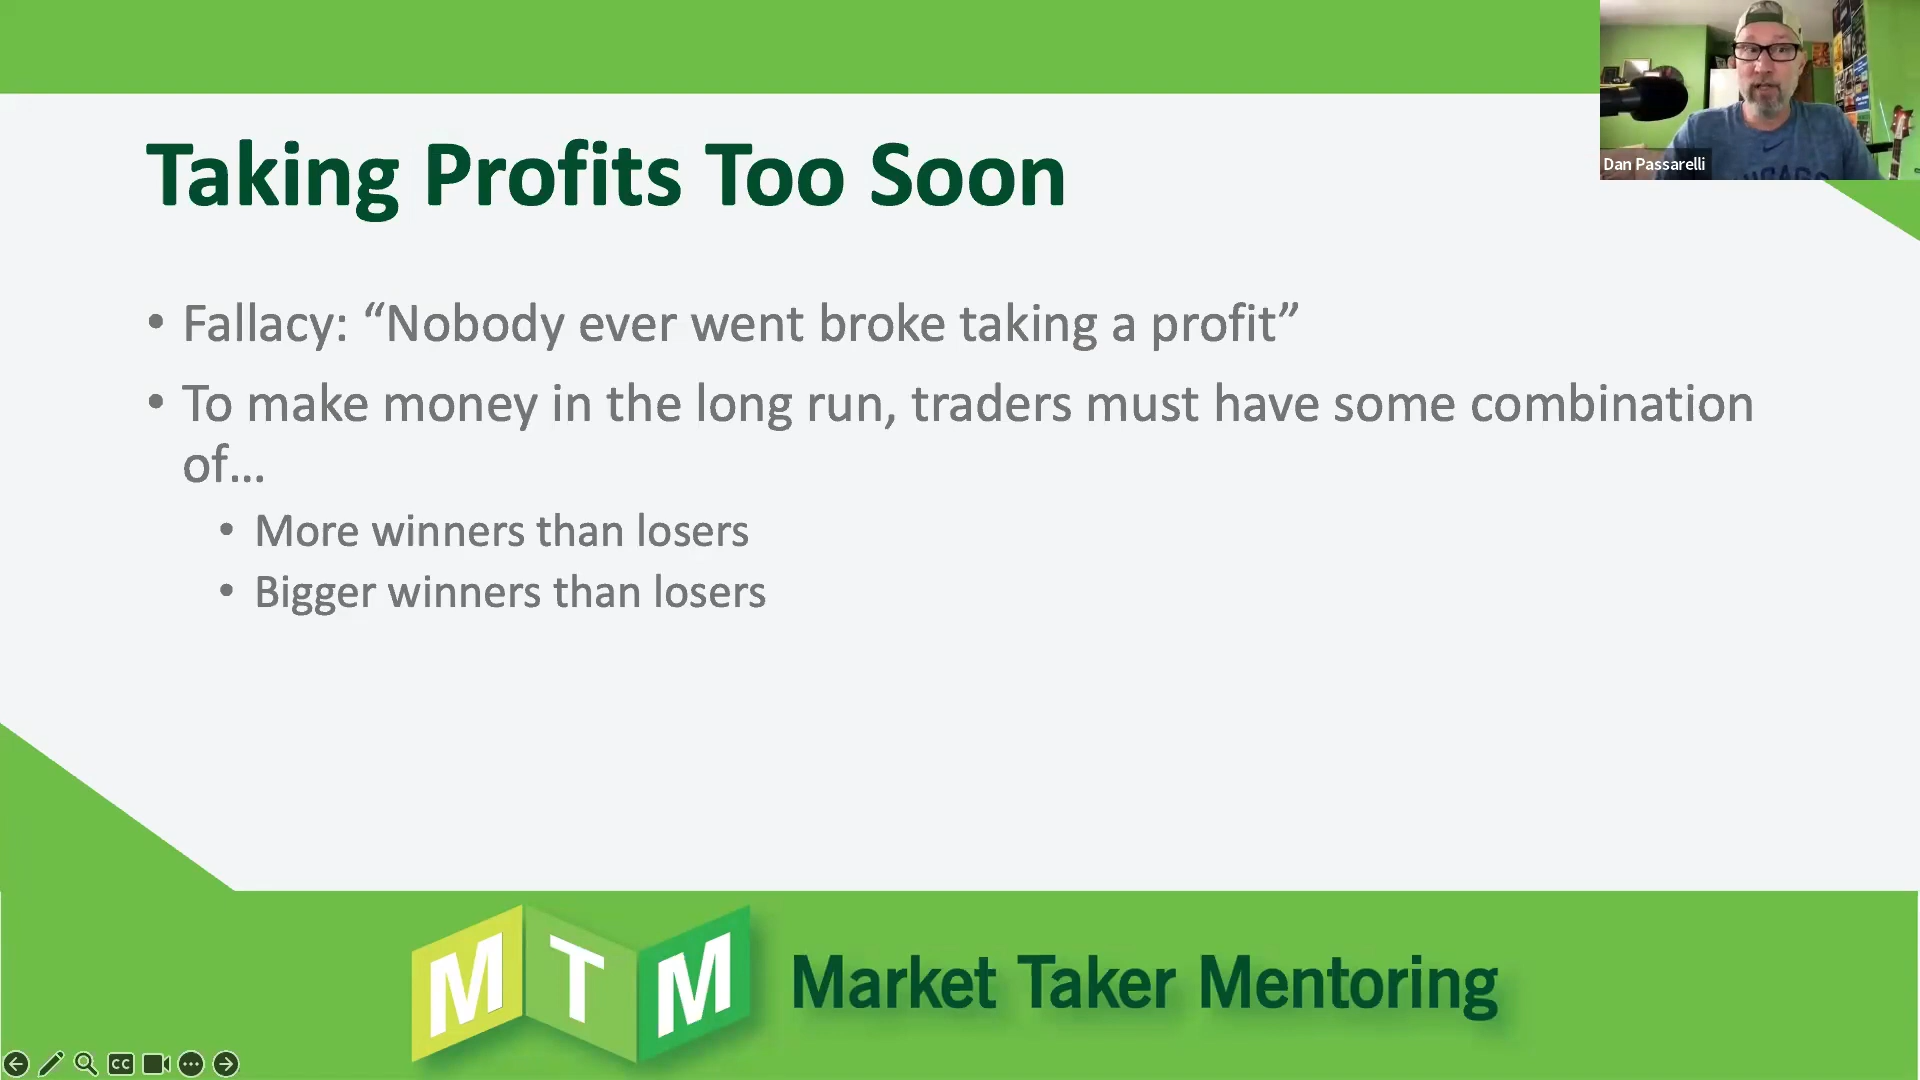 Taking Profits Too Soon
• Fallacy: “Nobody ever went broke taking a profit”
• To make money in the long run, traders must have some combination
of...
• More winners than losers
• Bigger winners than losers
Dan Passarelli
CHICAGO
MTM Market Taker Mentoring
CC